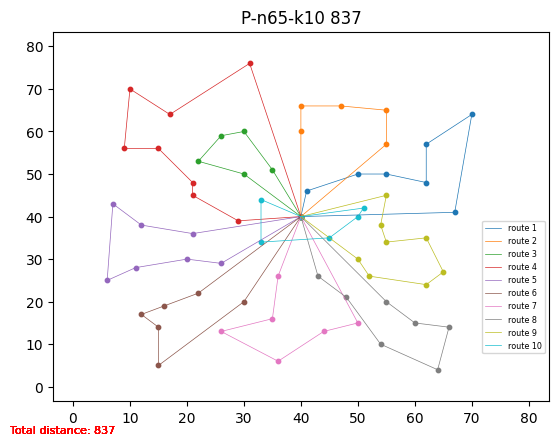 P-n65-k10 837
80
70
60
50
40
30
20
10
0
0 10 20 30 40 50 60 70 80
route 1
route 2
route 3
route 4
route 5
route 6
route 7
route 8
route 9
route 10
Total distance: 837